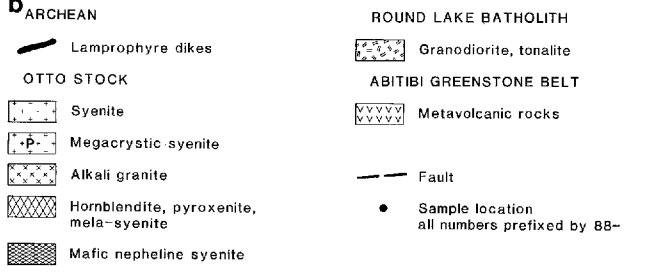 b
ARCHEAN
Lamprophyre dikes
OTTO STOCK
Syenite
P
Megacrystic syenite
Alkali granite
Hornblendite, pyroxenite,
mela-syenite
Mafic nepheline syenite
ROUND LAKE BATHOLITH
Granodiorite, tonalite
ABITIBI GREENSTONE BELT
Metavolcanic rocks
Fault
Sample location
all numbers prefixed by 88-